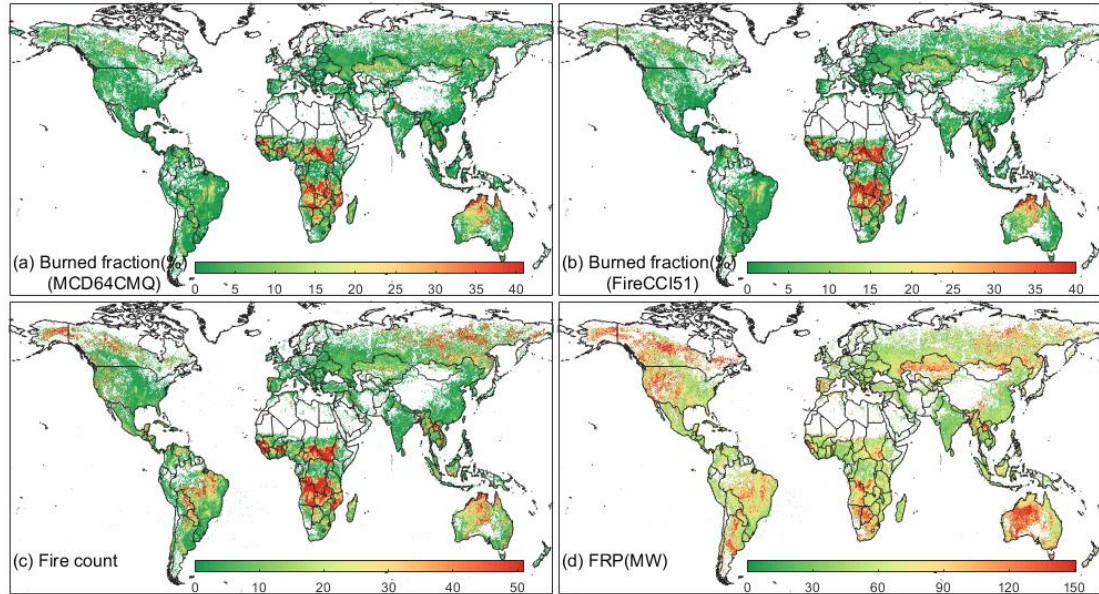 (a) Burned fraction(%)
(MCD64CMQ)
0 5 10 15 20 25 30 35 40
(b) Burned fraction(%)
(FireCCI51)
0 5 10 15 20 25 30 35 40
(c) Fire count
0 10 20 30 40 50
(d) FRP(MW)
0 30 60 90 120 150